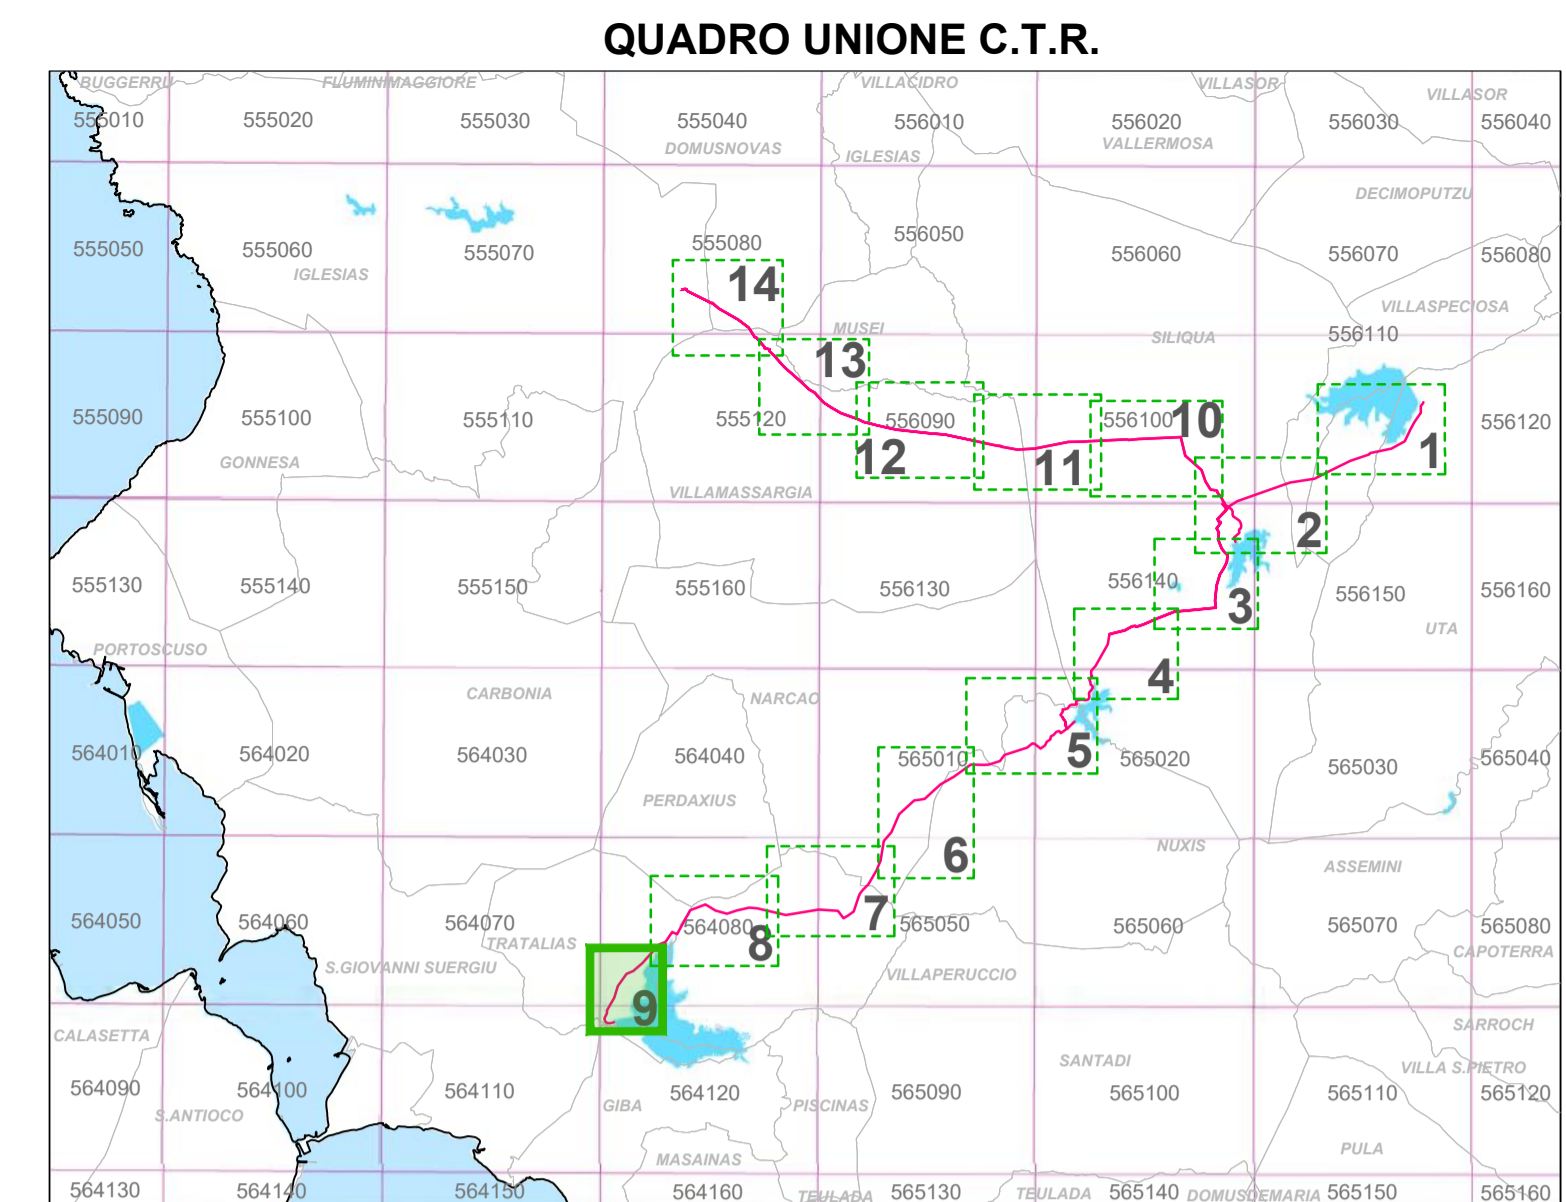 QUADRO UNIONE C.T.R.
BUGGERRU FLUMINIMAGGIORE VILLACIDRO VILLASOR VILLASOR
555010 555020 555030 555040 556010 556020 556030 556040
DOMUSNOVAS IGLESIAS VALLERMOSA
DECIMOPUTZU
555050 555060 555070 555080 556050 556060 556070 556080
IGLESIAS
14
VILLASPECIOSA
MUSEI SILIQUA 556110
13
555090 555100 555110 555120 556090 556100 10 556120
12 11 1
GONNESA
VILLAMASSARGIA
2
555130 555140 555150 555160 556130 556140 556150 556160
3
UTA
PORTOSCUSO
4
CARBONIA NARCAO
564010 564020 564030 564040 565010 5 565020 565030 565040
PERDAXIUS
6 NUXIS
ASSEMINI
564050 564060 564070 564080 7 565050 565060 565070 565080
8
TRATALIAS
CAPOTERRA
S.GIOVANNI SUERGIU VILLAPERUCCIO
9
CALASETTA SARROCH
SANTADI VILLA S.PIETRO
564090 564100 564110 564120 565090 565100 565110 565120
S.ANTIOCO GIBA PISCINAS
PULA
MASAINAS
564130 564140 564150 564160 TEULADA 565130 TEULADA 565140 DOMUSDEMARIA 565150 565160